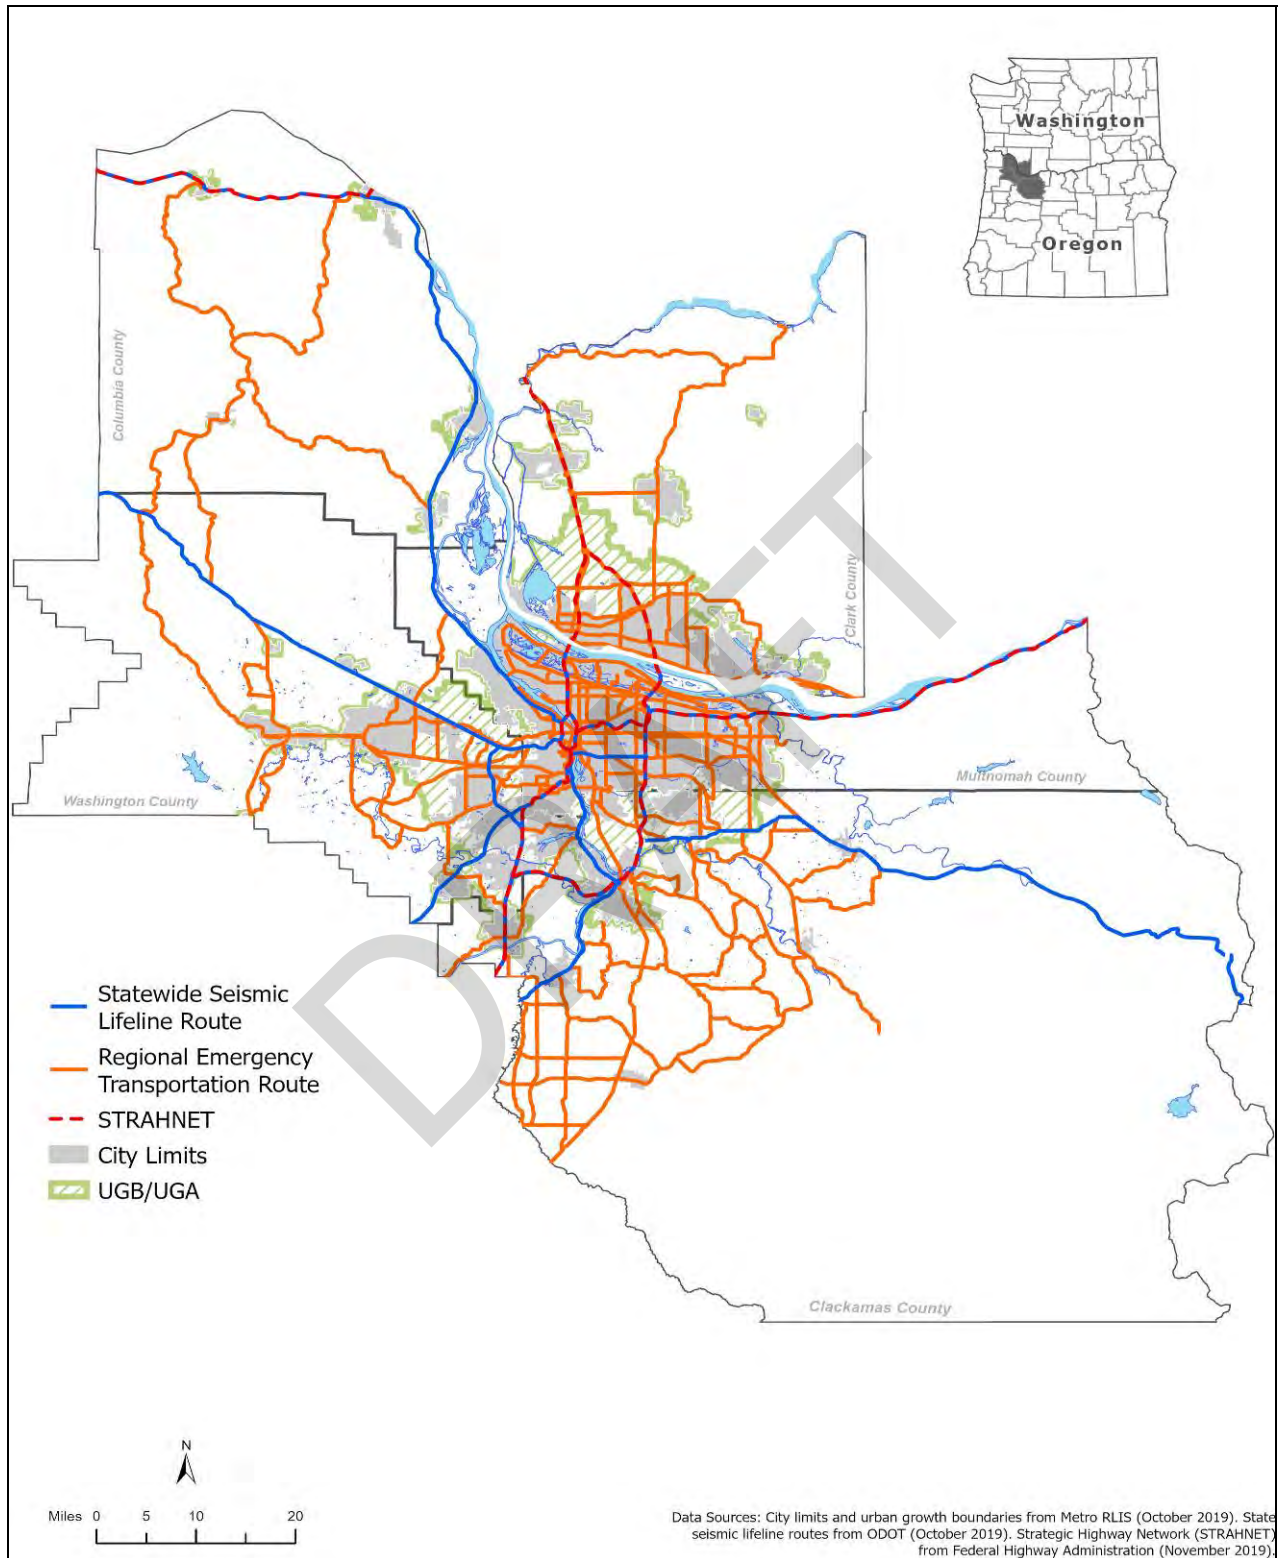 Washington
Oregon
Columbia County
Clark County
Multnomah County
Washington County
DRAFT
Statewide Seismic
Lifeline Route
Regional Emergency
Transportation Route
STRAHNET
City Limits
UGB/UGA
Clackamas County
N
Miles 0 5 10 20
Data Sources: City limits and urban growth boundaries from Metro RLIS (October 2019). State
seismic lifeline routes from ODOT (October 2019). Strategic Highway Network (STRAHNET)
from Federal Highway Administration (November 2019).